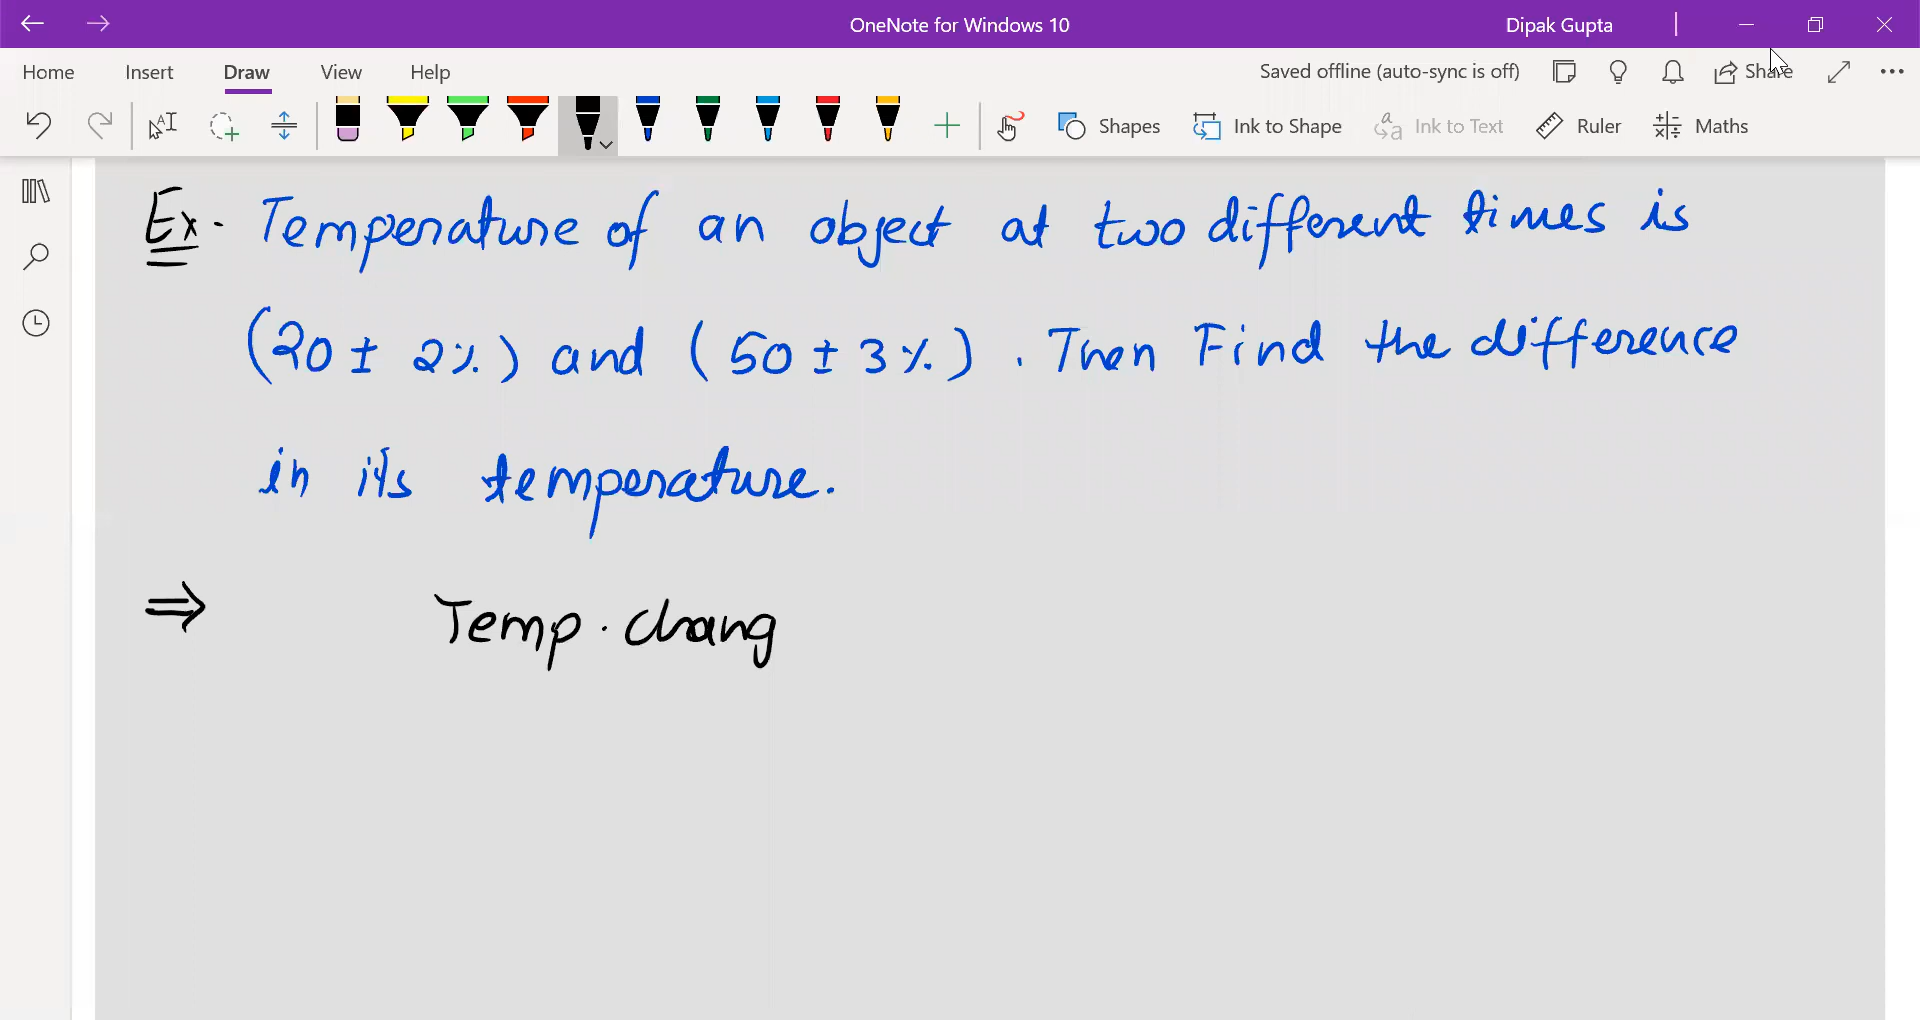 OneNote for Windows 10
Dipak Gupta
Home Insert Draw View Help
Saved offline (auto-sync is off) Share
Shapes Ink to Shape Ink to Text Ruler Maths
Ex- Temperature of an object at two different times is
(20 ± 2%) and (50 ± 3%). Then Find the difference
in its temperature.
⇒ Temp. chang